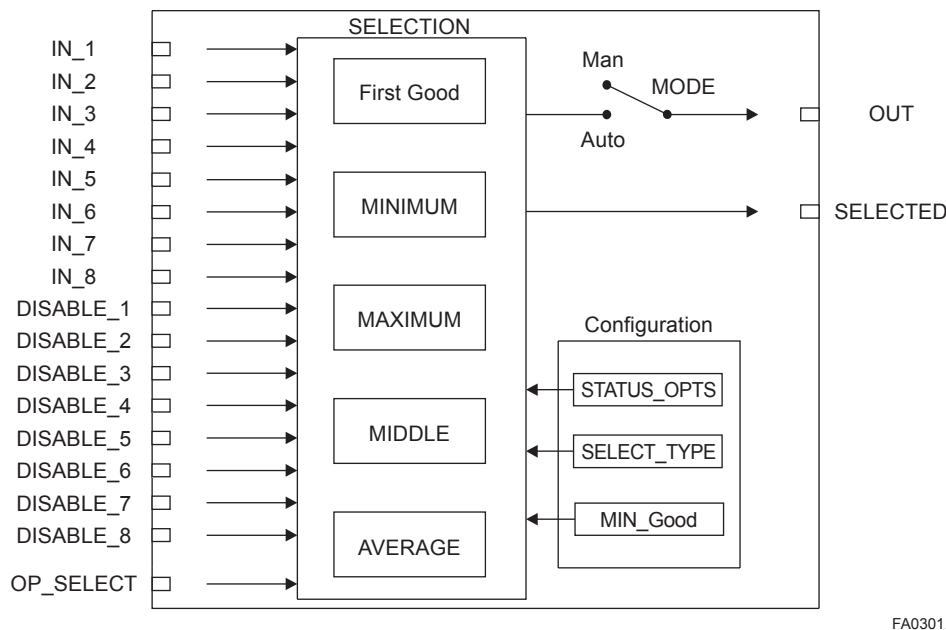 IN_1
IN_2
IN_3
IN_4
IN_5
IN_6
IN_7
IN_8
DISABLE_1
DISABLE_2
DISABLE_3
DISABLE_4
DISABLE_5
DISABLE_6
DISABLE_7
DISABLE_8
OP_SELECT
SELECTION
First Good
MINIMUM
MAXIMUM
MIDDLE
AVERAGE
Man
MODE
Auto
OUT
SELECTED
Configuration
STATUS_OPTS
SELECT_TYPE
MIN_Good
FA0301